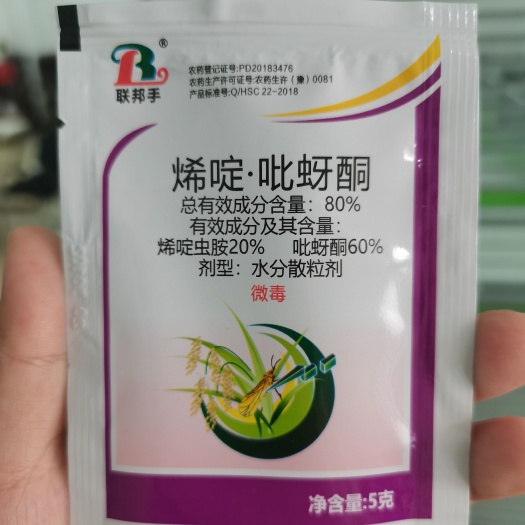 联邦手®
农药登记证号:PD20183476
农药生产许可证号:农药生许（豫）0081
产品标准号:Q/HSC 22-2018
烯啶·吡蚜酮
总有效成分含量：80%
有效成分及其含量：
烯啶虫胺20% 吡蚜酮60%
剂型：水分散粒剂
微毒
净含量:5克